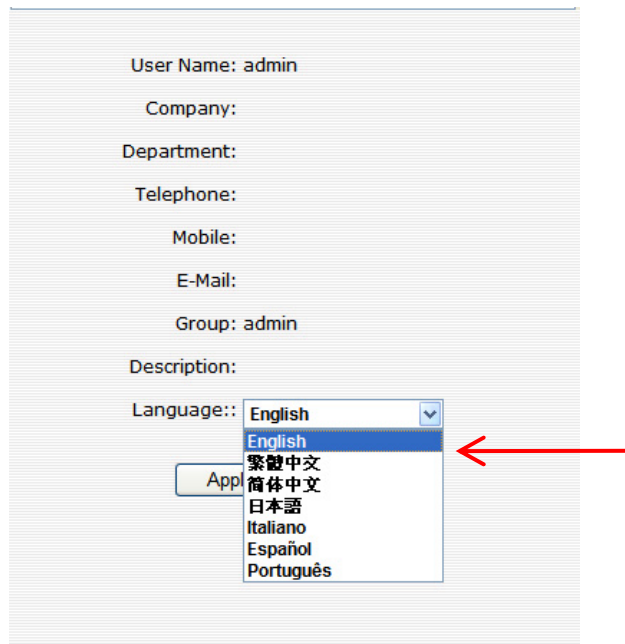 User Name: admin
Company:
Department:
Telephone:
Mobile:
E-Mail:
Group: admin
Description:
Language:: English
English
繁體中文
Appl
简体中文
日本語
Italiano
Español
Português